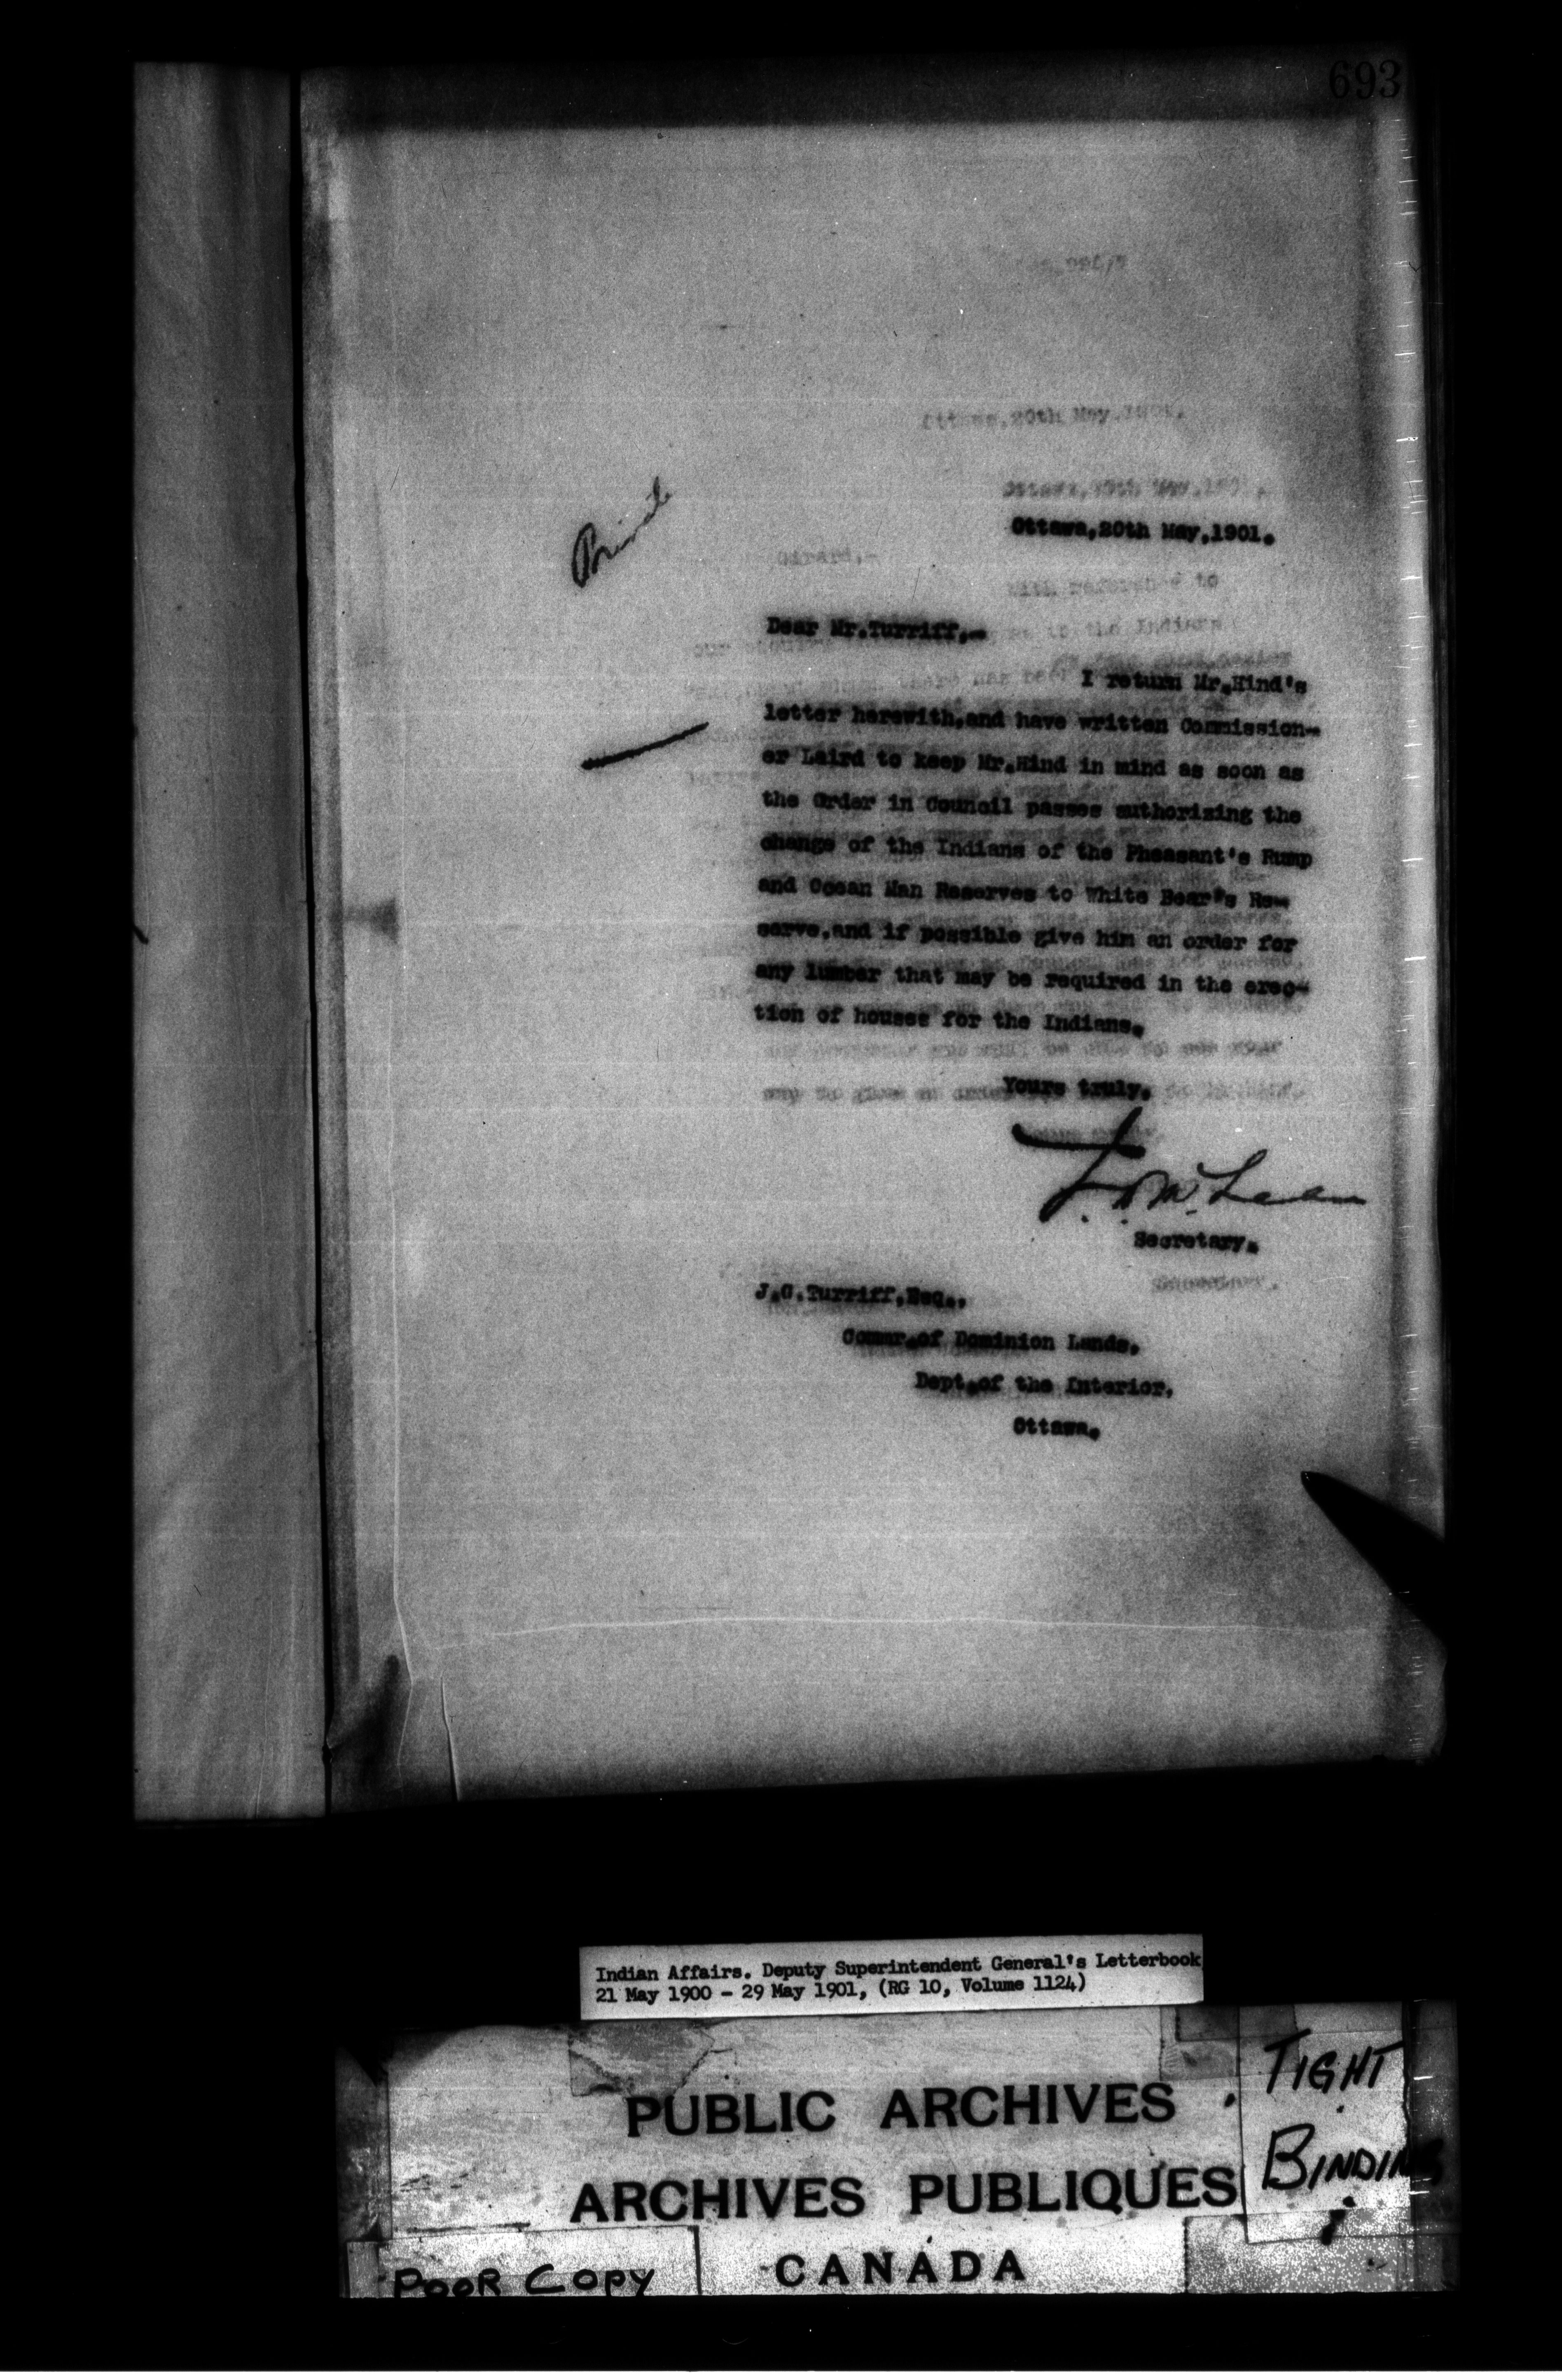 693
Ottawa,20th May,1901.
Private
Dear Mr.Turriff,-
I return Mr.Hind's
letter herewith,and have written Commission-
er Laird to keep Mr.Hind in mind as soon as
the Order in Council passes authorizing the
change of the Indians of the Pheasant's Rump
and Ocean Man Reserves to White Bear's Re-
serve,and if possible give him an order for
any lumber that may be required in the erec-
tion of houses for the Indians.
Yours truly,
J.D.McLean
Secretary.
J.G.Turriff,Esq.,
Commr.of Dominion Lands,
Dept.of the Interior,
Ottawa.
Indian Affairs. Deputy Superintendent General's Letterbook
21 May 1900 - 29 May 1901, (RG 10, Volume 1124)
PUBLIC ARCHIVES
ARCHIVES PUBLIQUES
CANADA
TIGHT
BINDING
POOR COPY